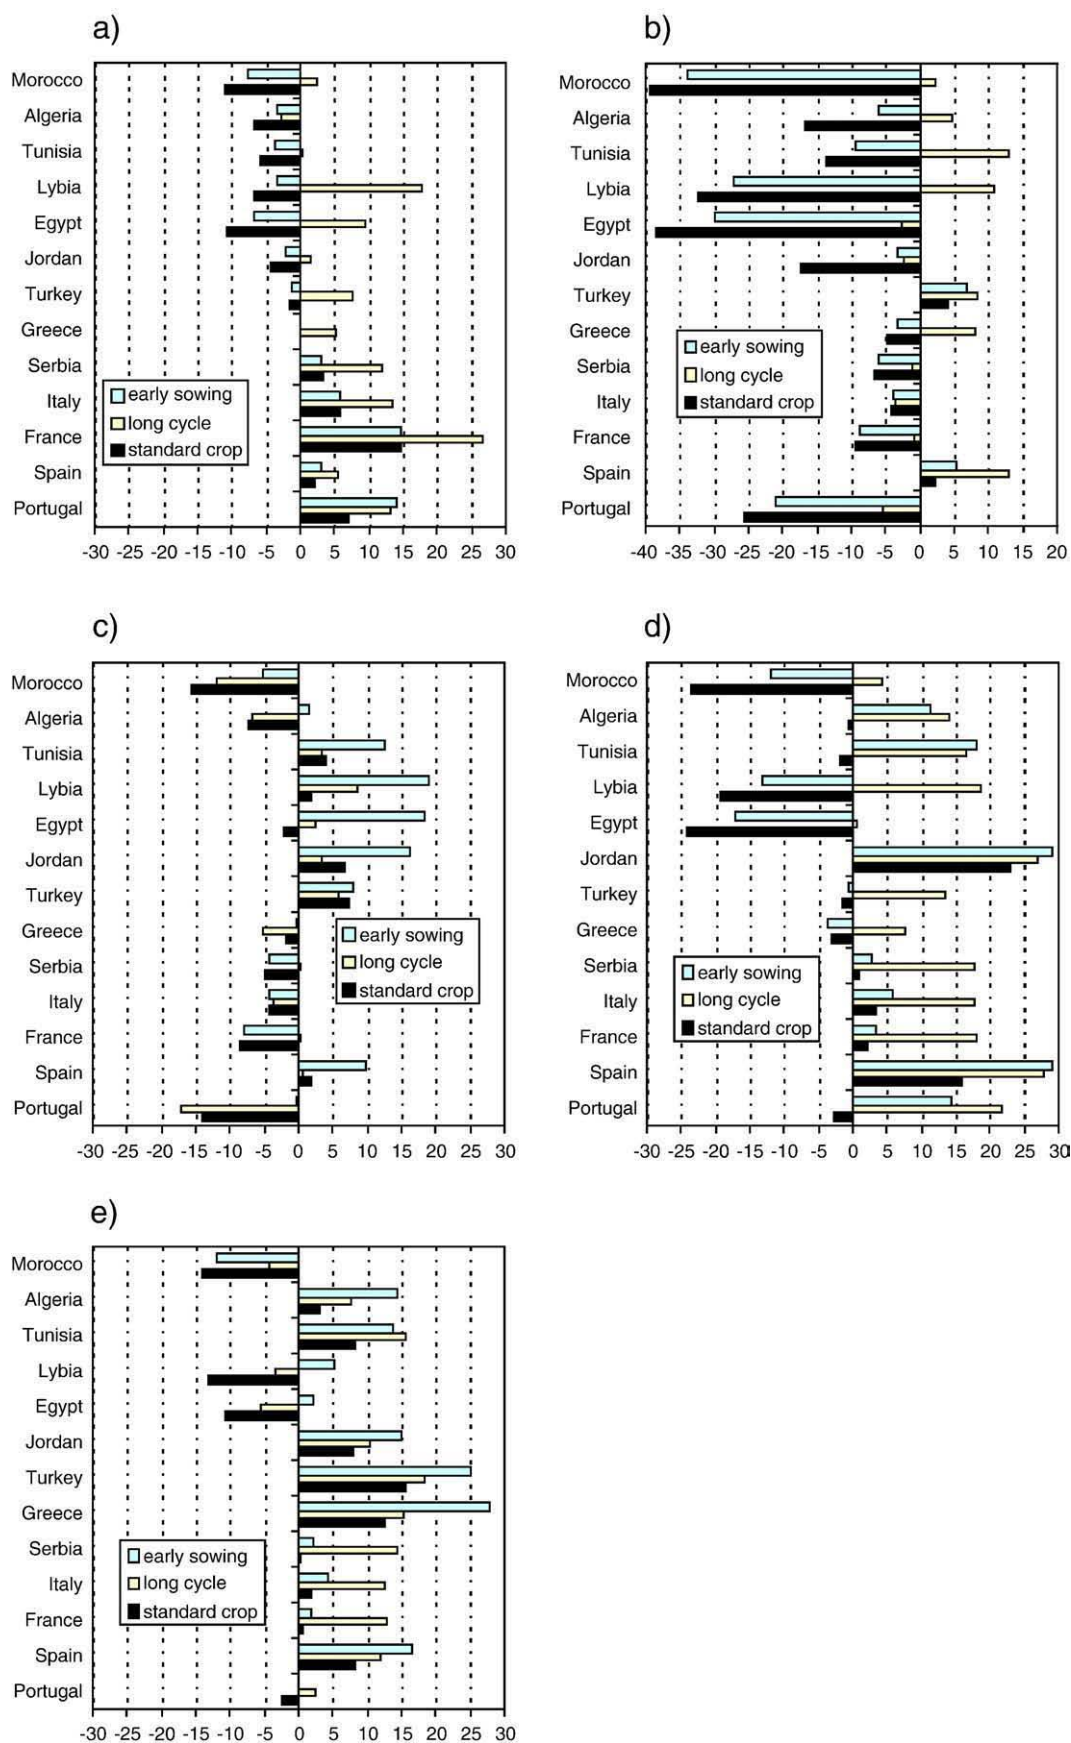 a)
Morocco
Algeria
Tunisia
Lybia
Egypt
Jordan
Turkey
Greece
Serbia
Italy
France
Spain
Portugal
early sowing
long cycle
standard crop
-30 -25 -20 -15 -10 -5 0 5 10 15 20 25 30
b)
Morocco
Algeria
Tunisia
Lybia
Egypt
Jordan
Turkey
Greece
Serbia
Italy
France
Spain
Portugal
early sowing
long cycle
standard crop
-40 -35 -30 -25 -20 -15 -10 -5 0 5 10 15 20
c)
Morocco
Algeria
Tunisia
Lybia
Egypt
Jordan
Turkey
Greece
Serbia
Italy
France
Spain
Portugal
early sowing
long cycle
standard crop
-30 -25 -20 -15 -10 -5 0 5 10 15 20 25 30
d)
Morocco
Algeria
Tunisia
Lybia
Egypt
Jordan
Turkey
Greece
Serbia
Italy
France
Spain
Portugal
early sowing
long cycle
standard crop
-30 -25 -20 -15 -10 -5 0 5 10 15 20 25 30
e)
Morocco
Algeria
Tunisia
Lybia
Egypt
Jordan
Turkey
Greece
Serbia
Italy
France
Spain
Portugal
early sowing
long cycle
standard crop
-30 -25 -20 -15 -10 -5 0 5 10 15 20 25 30